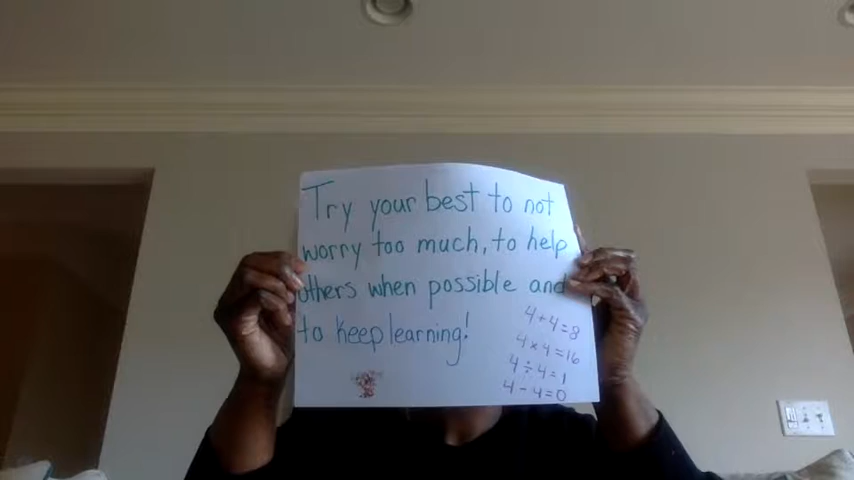 Try your best to not
worry too much, to help
others when possible and
to keep learning!
4+4=8
4×4=16
4÷4=1
4-4=0